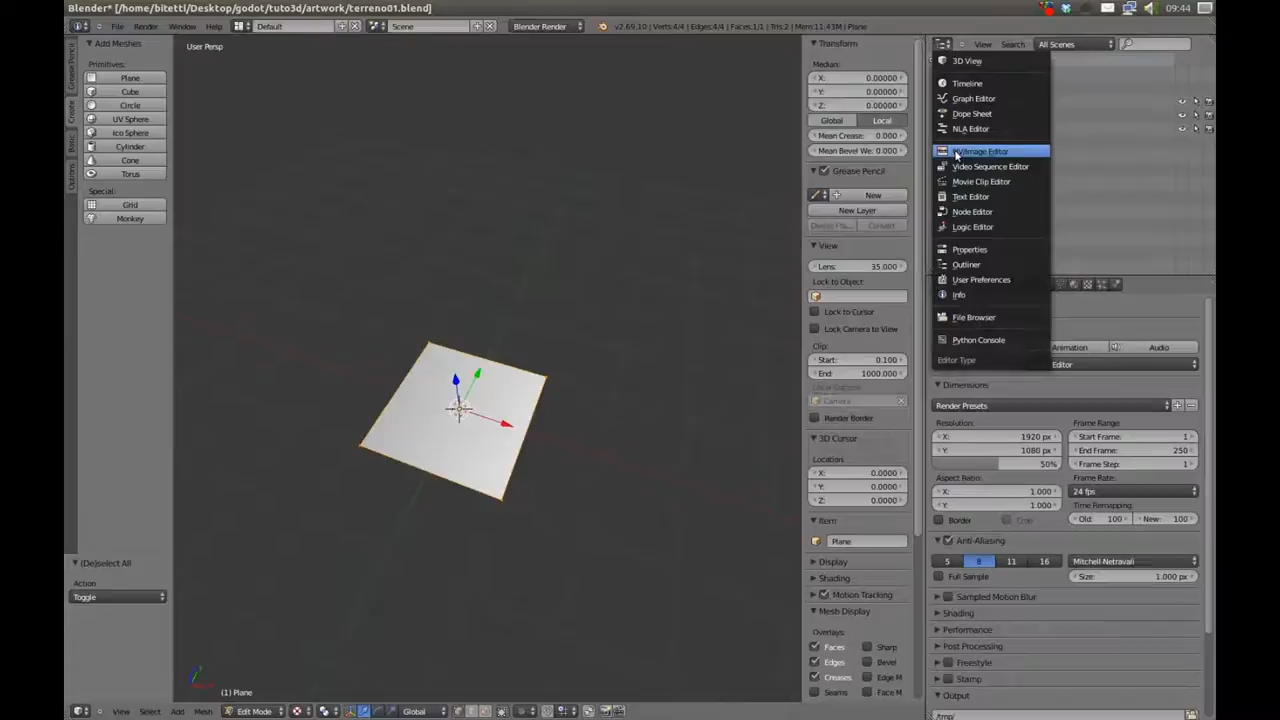 Blender* [/home/bitetti/Desktop/godot/tuto3d/artwork/terreno01.blend]
09:44
File Render Window Help Default Scene Blender Render v2.69.10 | Verts:4/4 | Edges:4/4 | Faces:1/1 | Tris:2 | Mem:11.43M | Plane
Grease Pencil
Create
Basic
Options
Add Meshes
Primitives:
Plane
Cube
Circle
UV Sphere
Ico Sphere
Cylinder
Cone
Torus
Special:
Grid
Monkey
(De)select All
Action
Toggle
User Persp
(1) Plane
View Select Add Mesh Edit Mode Global
Transform
Median:
X: 0.00000
Y: 0.00000
Z: 0.00000
Global Local
Mean Crease: 0.000
Mean Bevel We: 0.000
Grease Pencil
New
New Layer
Convert
View
Lens: 35.000
Lock to Object:
Lock to Cursor
Lock Camera to View
Clip:
Start: 0.100
End: 1000.000
Local Camera:
Camera
Render Border
3D Cursor
Location:
X: 0.0000
Y: 0.0000
Z: 0.0000
Item
Plane
Display
Shading
Motion Tracking
Mesh Display
Overlays:
Faces Sharp
Edges Bevel
Creases Edge M
Seams Face M
View Search All Scenes
3D View
Timeline
Graph Editor
Dope Sheet
NLA Editor
UV/Image Editor
Video Sequence Editor
Movie Clip Editor
Text Editor
Node Editor
Logic Editor
Properties
Outliner
User Preferences
Info
File Browser
Python Console
Editor Type
Animation Audio
Editor
Dimensions
Render Presets
Resolution: Frame Range:
X: 1920 px Start Frame: 1
Y: 1080 px End Frame: 250
50% Frame Step: 1
Aspect Ratio: Frame Rate:
X: 1.000 24 fps
Y: 1.000 Time Remapping:
Border Crop Old: 100 New: 100
Anti-Aliasing
5 8 11 16 Mitchell-Netravali
Full Sample Size: 1.000 px
Sampled Motion Blur
Shading
Performance
Post Processing
Freestyle
Stamp
Output
/tmp/